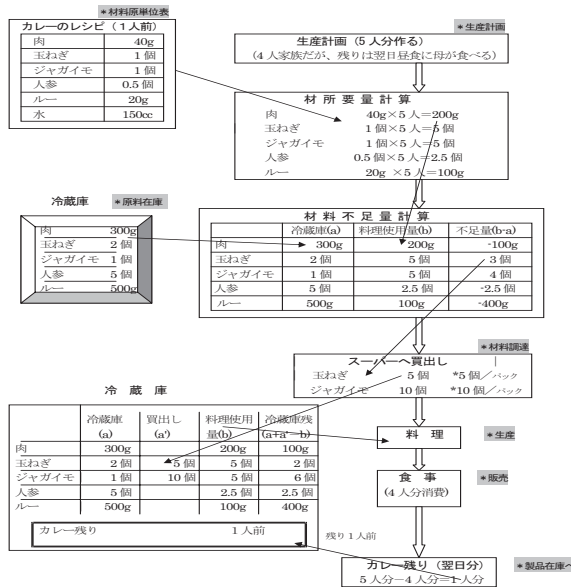 *材料原単位表
カレーのレシピ（1人前）
肉 40g
玉ねぎ 1個
ジャガイモ 1個
人参 0.5個
ルー 20g
水 150cc
*生産計画
生産計画（5人分作る）
(4人家族だが、残りは翌日昼食に母が食べる)
材所要量計算
肉 40g×5人=200g
玉ねぎ 1個×5人=5個
ジャガイモ 1個×5人=5個
人参 0.5個×5人=2.5個
ルー 20g×5人=100g
冷蔵庫 *原料在庫
肉 300g
玉ねぎ 2個
ジャガイモ 1個
人参 5個
ルー 500g
材料不足量計算
冷蔵庫(a) 料理使用量(b) 不足量(b-a)
肉 300g 200g -100g
玉ねぎ 2個 5個 3個
ジャガイモ 1個 5個 4個
人参 5個 2.5個 -2.5個
ルー 500g 100g -400g
*材料調達
スーパーへ買出し
玉ねぎ 5個 *5個/パック
ジャガイモ 10個 *10個/パック
冷蔵庫
冷蔵庫 買出し 料理使用 冷蔵庫残
(a) (a') 量(b) (a+a'-b)
肉 300g 200g 100g
玉ねぎ 2個 5個 5個 2個
ジャガイモ 1個 10個 5個 6個
人参 5個 2.5個 2.5個
ルー 500g 100g 400g
カレー残り 1人前
料理 *生産
食事 *販売
(4人分消費)
残り1人前
カレー残り（翌日分） *製品在庫へ
5人分-4人分=1人分